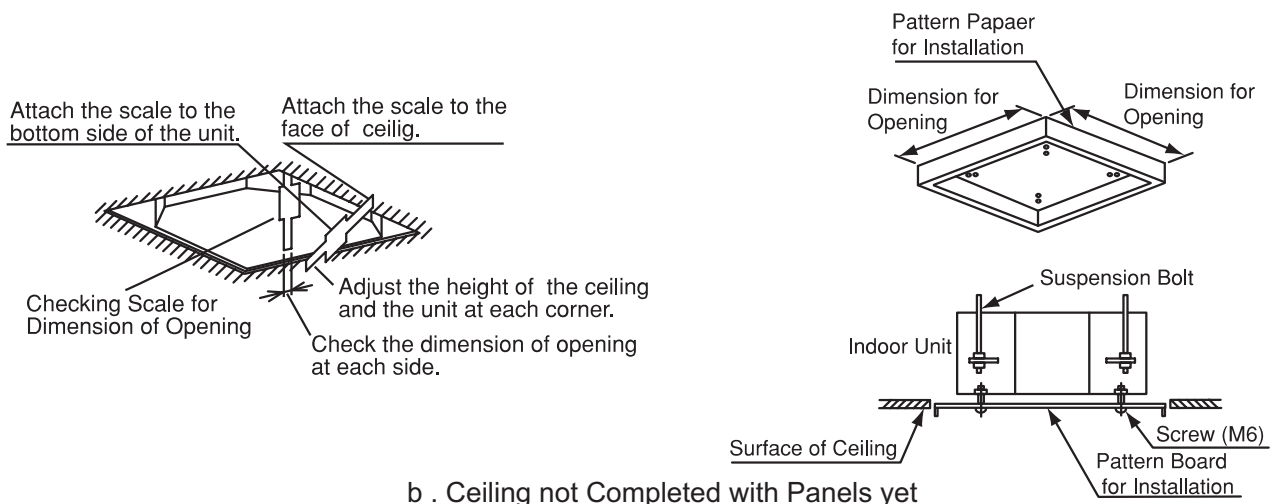 Attach the scale to the
bottom side of the unit.
Attach the scale to the
face of ceilig.
Checking Scale for
Dimension of Opening
Adjust the height of the ceiling
and the unit at each corner.
Check the dimension of opening
at each side.
Pattern Papaer
for Installation
Dimension for
Opening
Dimension for
Opening
Suspension Bolt
Indoor Unit
Surface of Ceiling
Screw (M6)
Pattern Board
for Installation
b . Ceiling not Completed with Panels yet